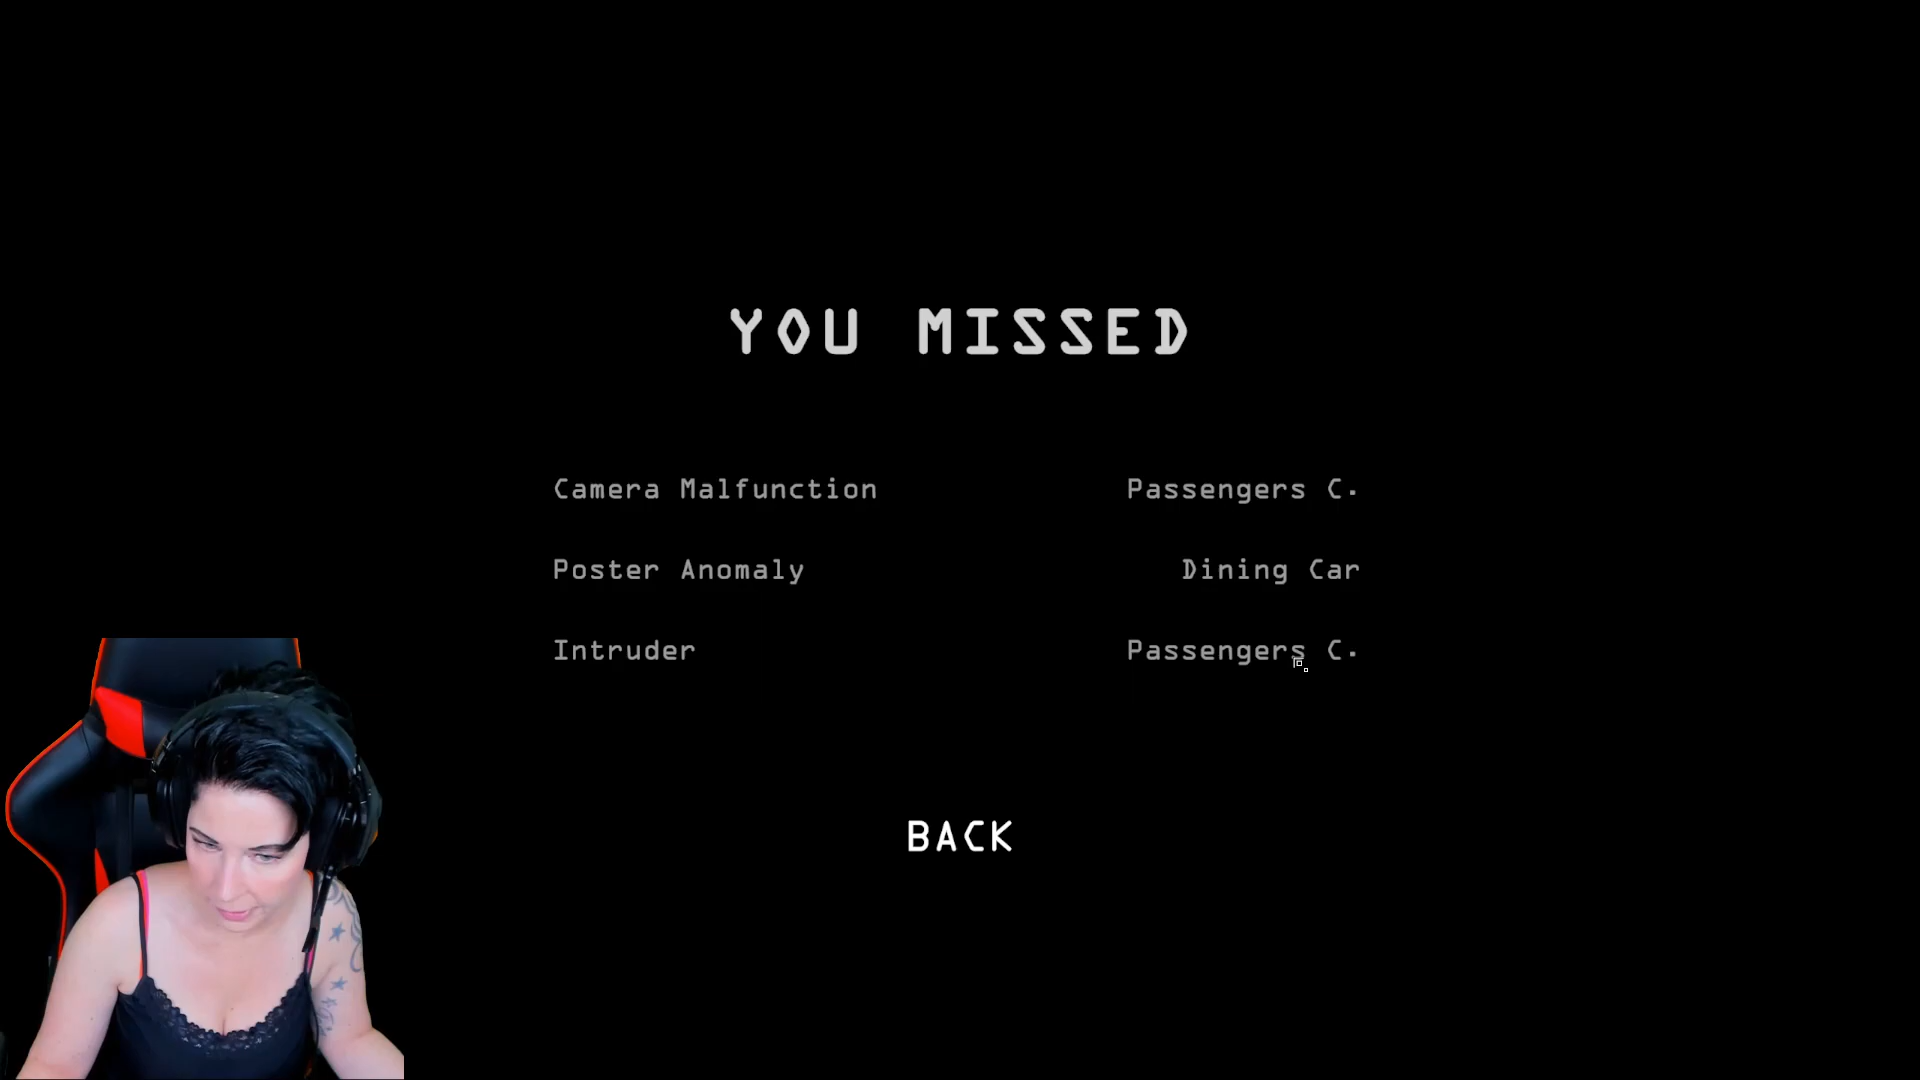 YOU MISSED
Camera Malfunction Passengers C.
Poster Anomaly Dining Car
Intruder Passengers C.
BACK